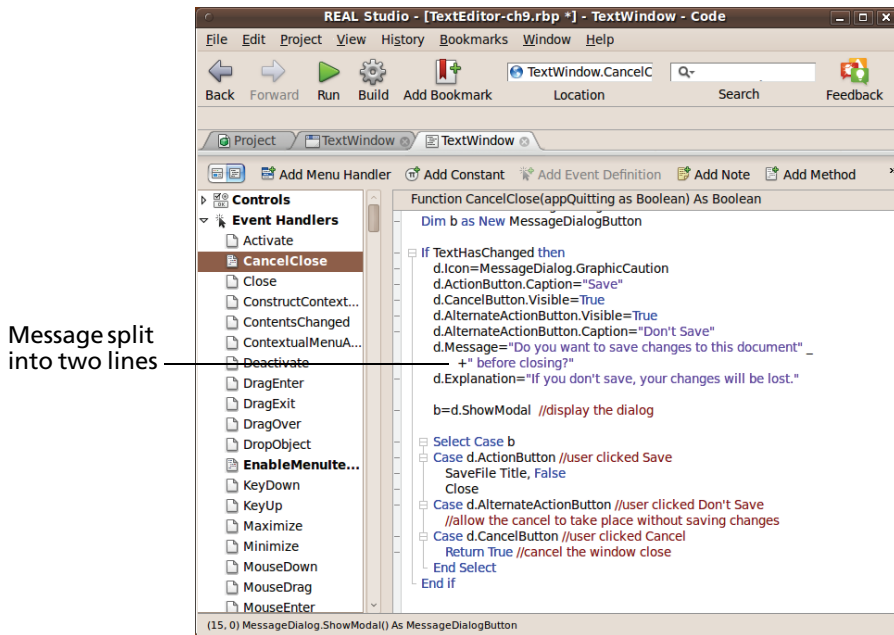 REAL Studio - [TextEditor-ch9.rbp *] - TextWindow - Code
File Edit Project View History Bookmarks Window Help
TextWindow.CancelC
Back Forward Run Build Add Bookmark Location Search Feedback
Project TextWindow TextWindow
Add Menu Handler Add Constant Add Event Definition Add Note Add Method
Controls
Event Handlers
Activate
CancelClose
Close
ConstructContext...
ContentsChanged
ContextualMenuA...
Deactivate
DragEnter
DragExit
DragOver
DropObject
EnableMenuIte...
KeyDown
KeyUp
Maximize
Minimize
MouseDown
MouseDrag
MouseEnter
Function CancelClose(appQuitting as Boolean) As Boolean
Dim b as New MessageDialogButton
If TextHasChanged then
d.Icon=MessageDialog.GraphicCaution
d.ActionButton.Caption="Save"
d.CancelButton.Visible=True
d.AlternateActionButton.Visible=True
d.AlternateActionButton.Caption="Don't Save"
d.Message="Do you want to save changes to this document" _
+" before closing?"
d.Explanation="If you don't save, your changes will be lost."
b=d.ShowModal //display the dialog
Select Case b
Case d.ActionButton //user clicked Save
SaveFile Title, False
Close
Case d.AlternateActionButton //user clicked Don't Save
//allow the cancel to take place without saving changes
Case d.CancelButton //user clicked Cancel
Return True //cancel the window close
End Select
End if
(15, 0) MessageDialog.ShowModal() As MessageDialogButton
Message split
into two lines